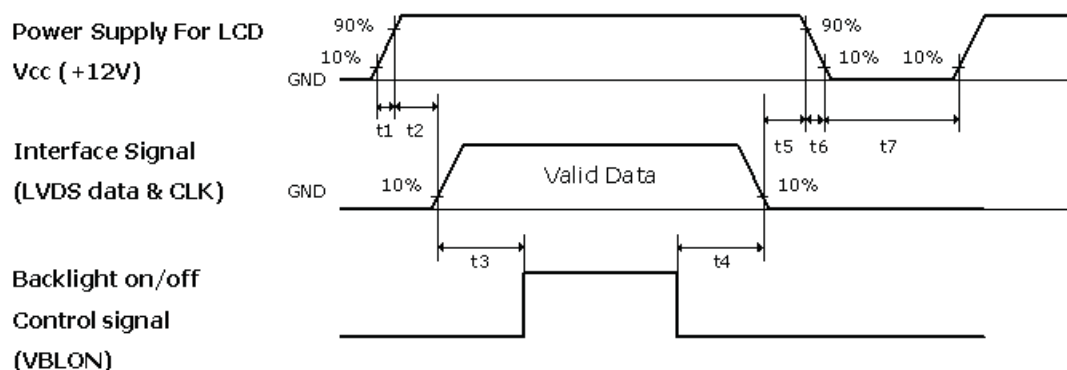 Power Supply For LCD
Vcc (+12V)
90%
10%
GND
90%
10%
10%
t1
t2
t5
t6
t7
Interface Signal
(LVDS data & CLK)
GND
10%
Valid Data
10%
t3
t4
Backlight on/off
Control signal
(VBLON)